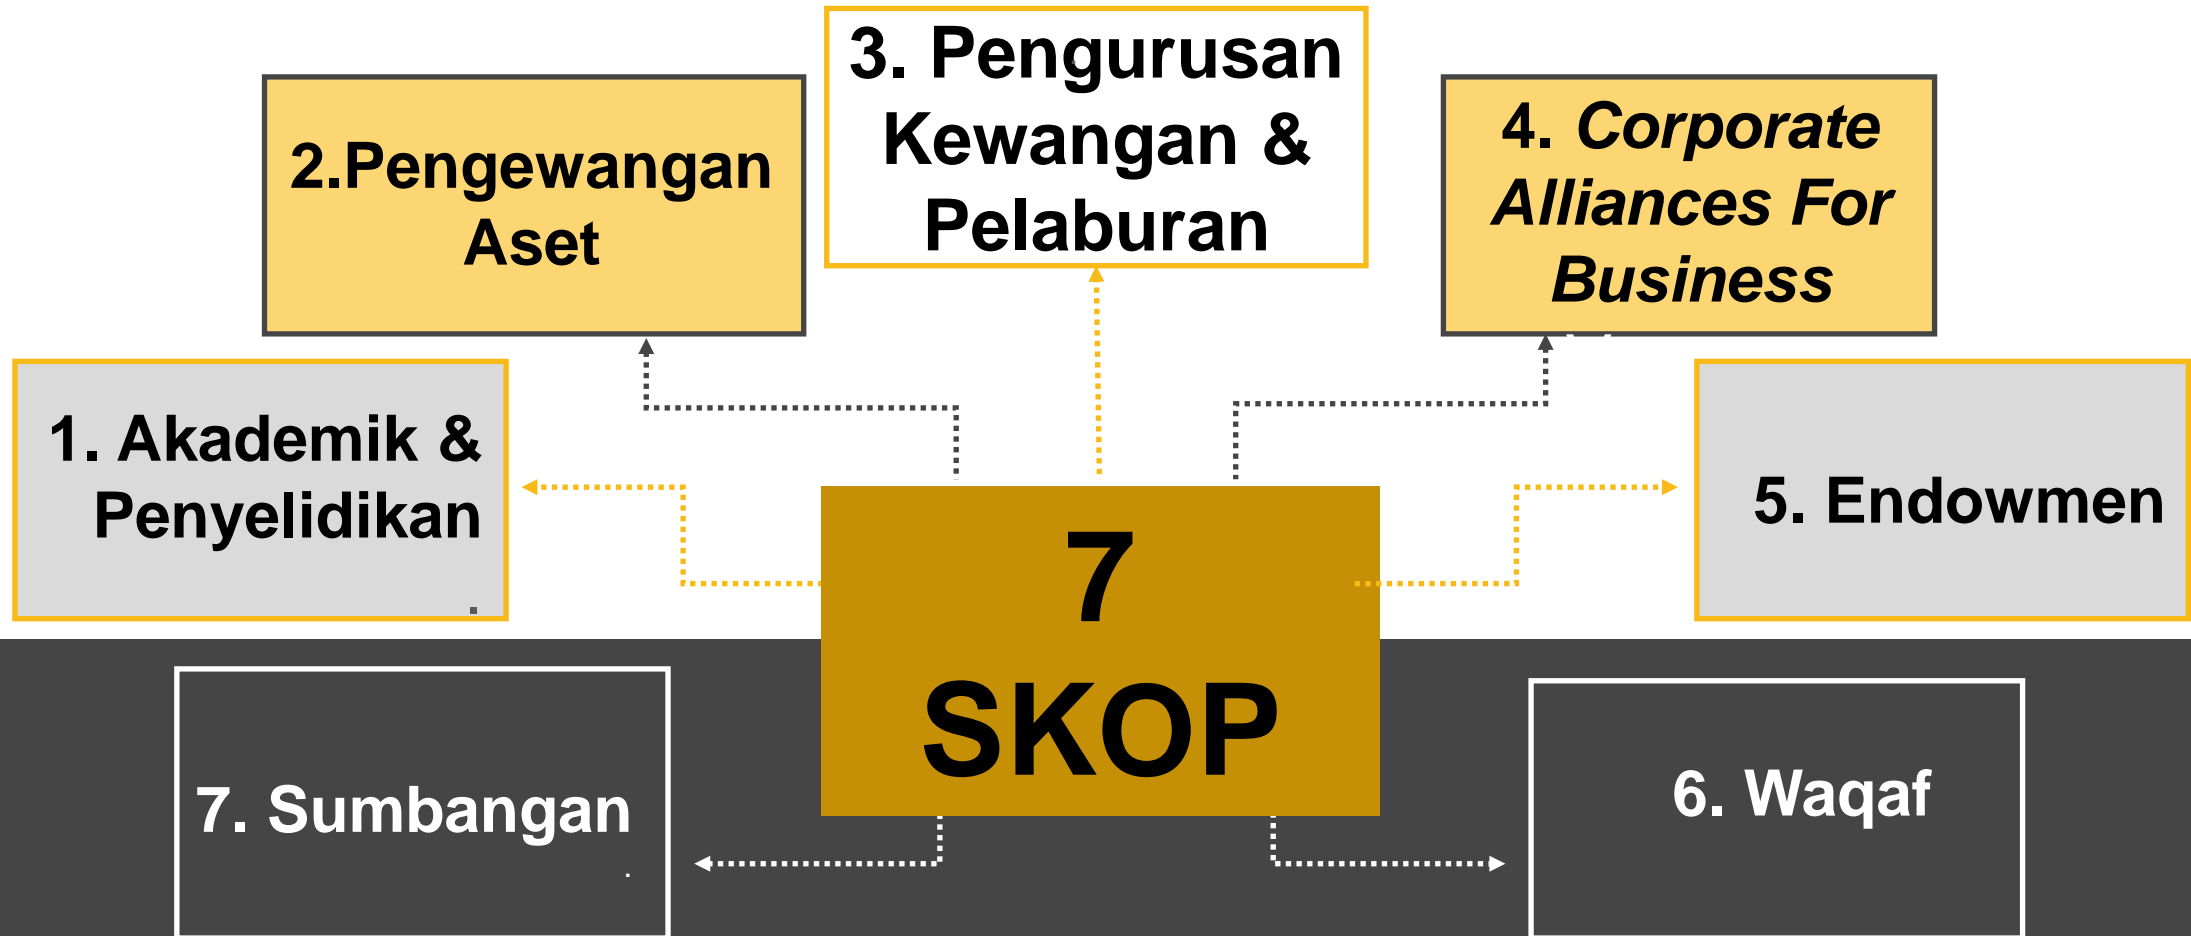 3. Pengurusan
Kewangan &
Pelaburan
2.Pengewangan
Aset
4. Corporate
Alliances For
Business
1. Akademik &
Penyelidikan
.
5. Endowmen
7
SKOP
7. Sumbangan
.
6. Waqaf